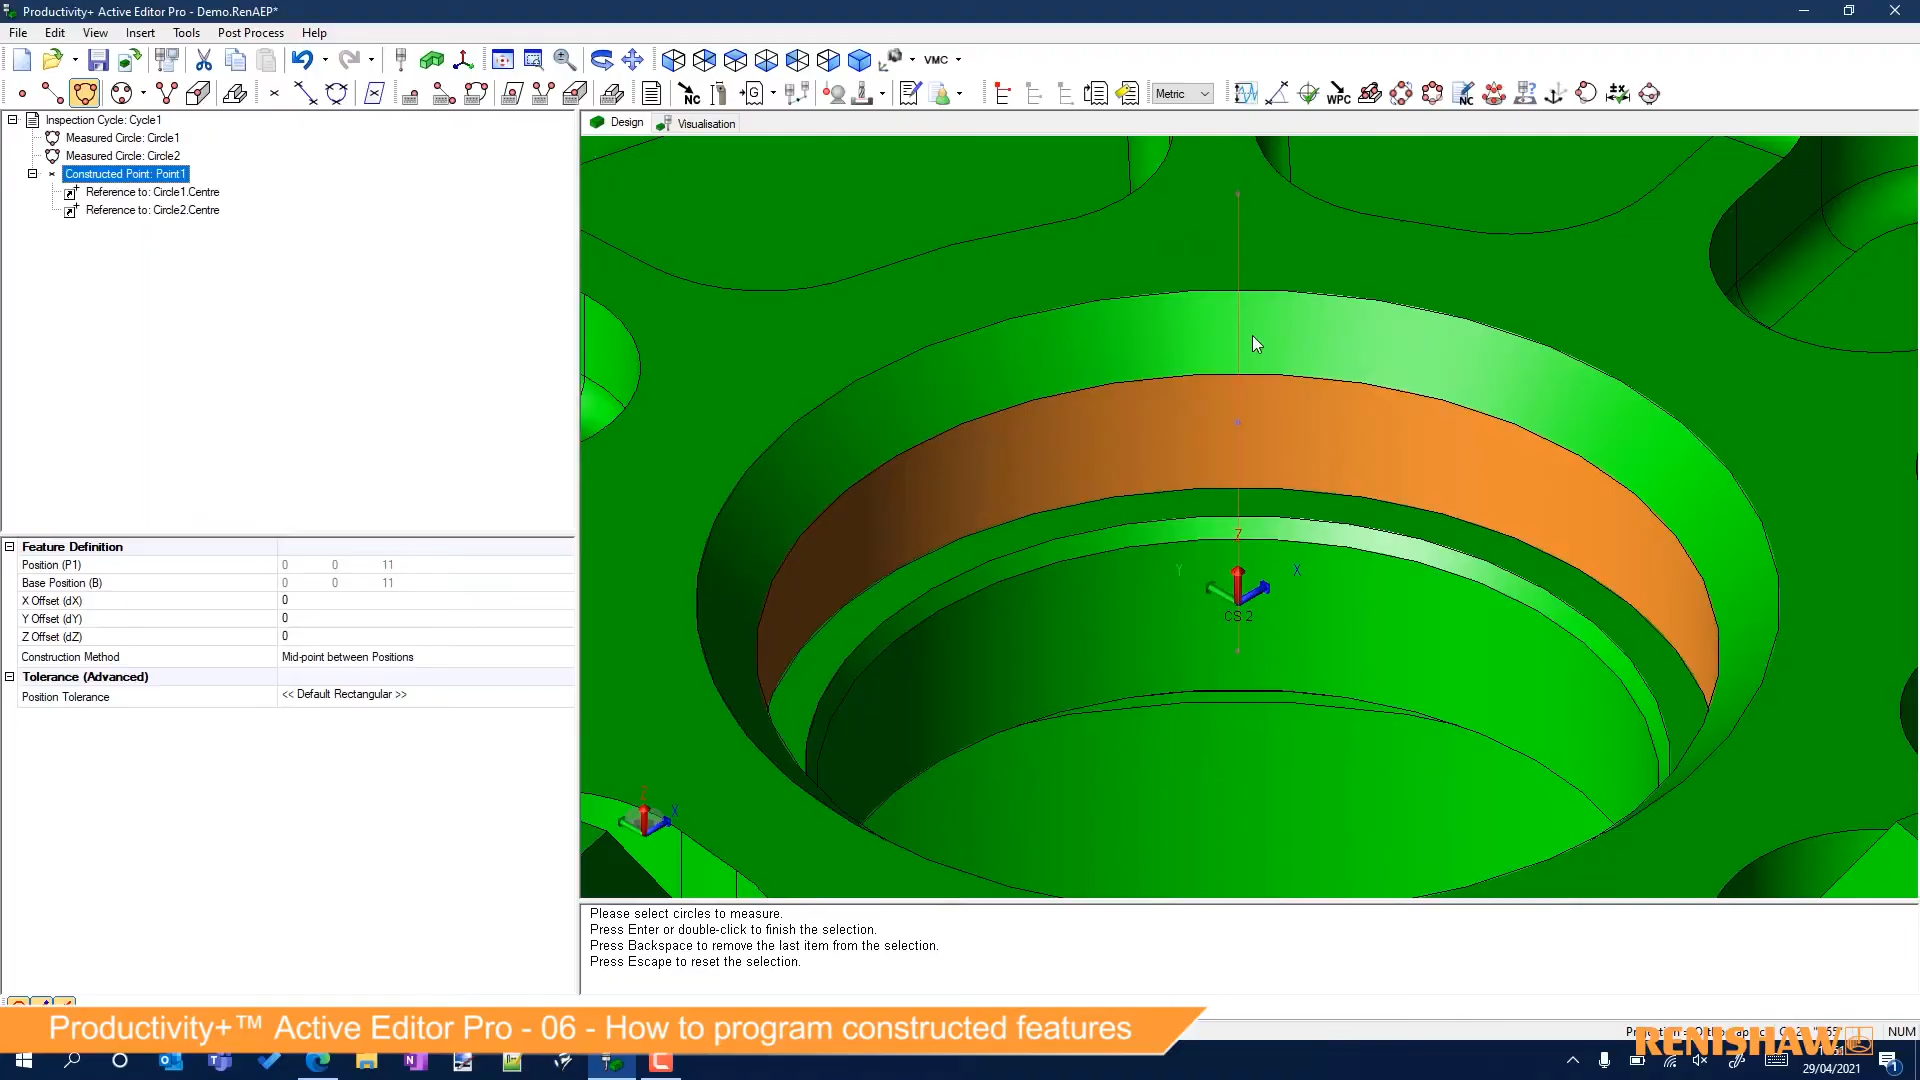 Productivity+ Active Editor Pro - Demo.RenAEP*
File Edit View Insert Tools Post Process Help
VMC
NC G Metric WPC NC
Inspection Cycle: Cycle1
Measured Circle: Circle1
Measured Circle: Circle2
Constructed Point: Point1
Reference to: Circle1.Centre
Reference to: Circle2.Centre
Design Visualisation
Z
Y X
CS 2
Z
X
Feature Definition
Position (P1) 0 0 11
Base Position (B) 0 0 11
X Offset (dX) 0
Y Offset (dY) 0
Z Offset (dZ) 0
Construction Method Mid-point between Positions
Tolerance (Advanced)
Position Tolerance << Default Rectangular >>
Please select circles to measure.
Press Enter or double-click to finish the selection.
Press Backspace to remove the last item from the selection.
Press Escape to reset the selection.
Productivity+™ Active Editor Pro - 06 - How to program constructed features
NUM
RENISHAW
29/04/2021